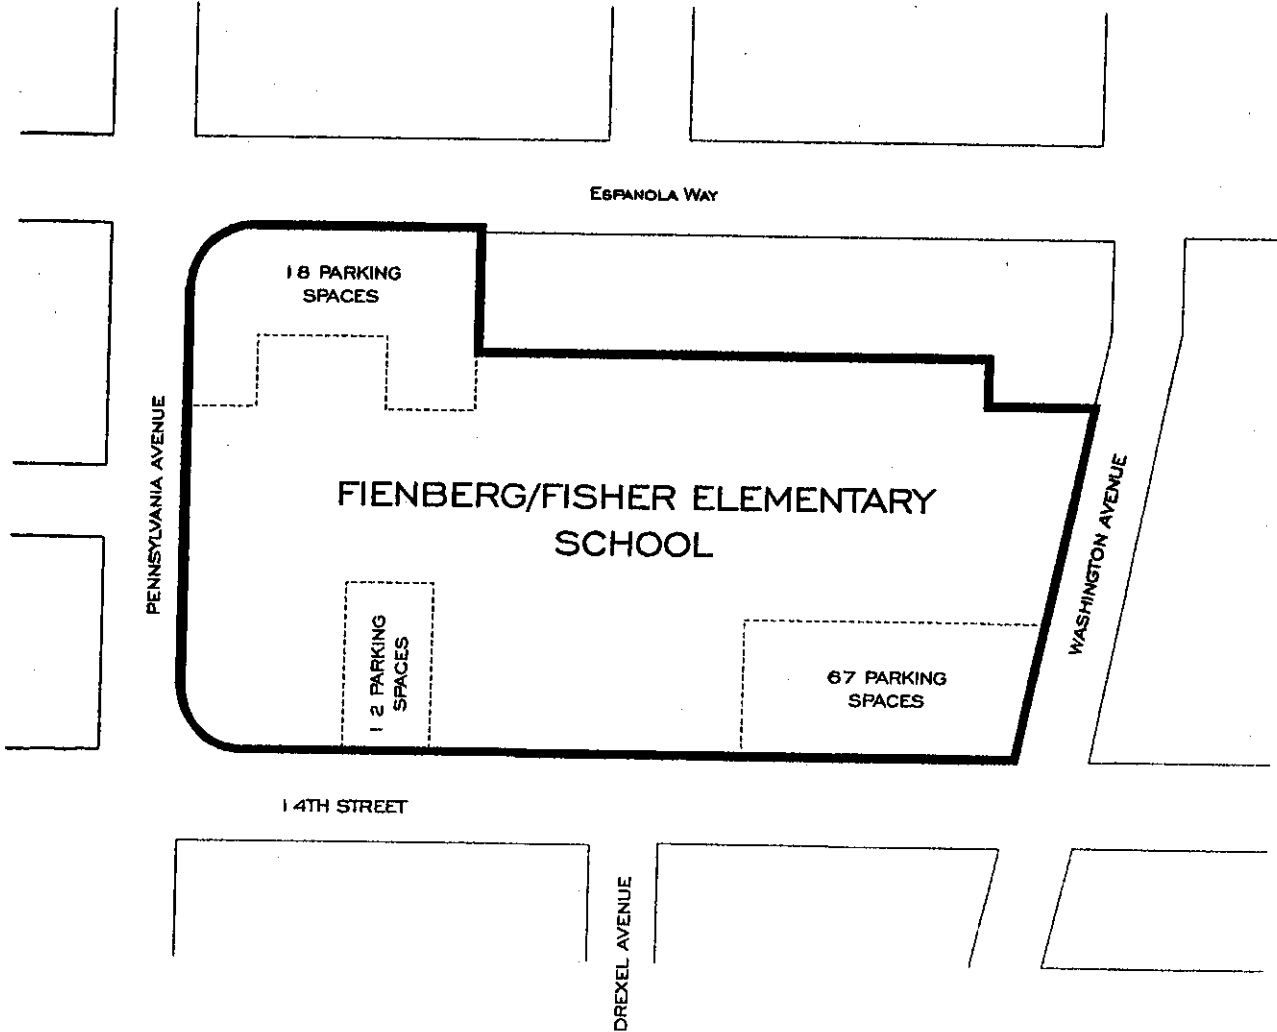 ESPANOLA WAY
18 PARKING
SPACES
PENNSYLVANIA AVENUE
FIENBERG/FISHER ELEMENTARY
SCHOOL
WASHINGTON AVENUE
12 PARKING
SPACES
67 PARKING
SPACES
14TH STREET
DREXEL AVENUE